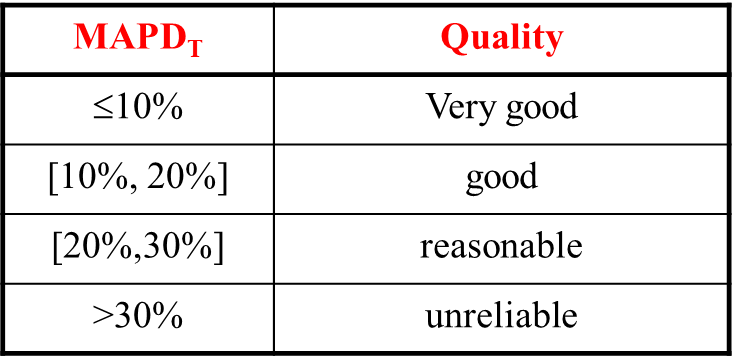 MAPD_T Quality
≤10% Very good
[10%, 20%] good
[20%,30%] reasonable
>30% unreliable